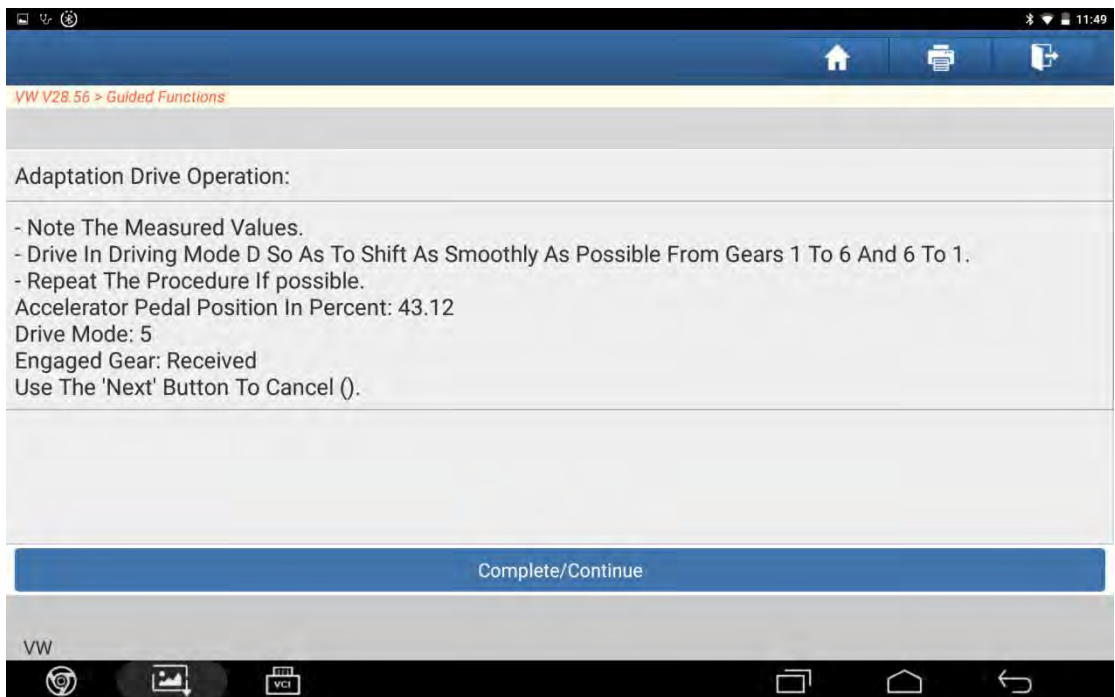 11:49
VW V28.56 > Guided Functions
Adaptation Drive Operation:
- Note The Measured Values.
- Drive In Driving Mode D So As To Shift As Smoothly As Possible From Gears 1 To 6 And 6 To 1.
- Repeat The Procedure If possible.
Accelerator Pedal Position In Percent: 43.12
Drive Mode: 5
Engaged Gear: Received
Use The 'Next' Button To Cancel ().
Complete/Continue
VW
VCI